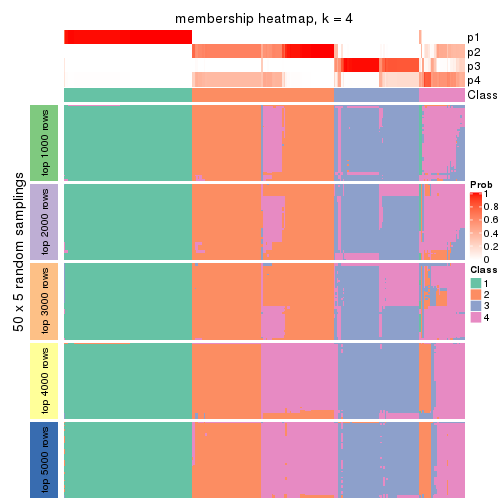 membership heatmap, k = 4
p1
p2
p3
p4
Class
50 x 5 random samplings
top 1000 rows
top 2000 rows
top 3000 rows
top 4000 rows
top 5000 rows
Prob
1
0.8
0.6
0.4
0.2
0
Class
1
2
3
4